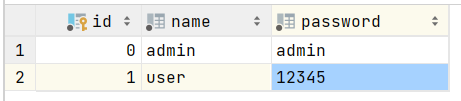 id name password
1 0 admin admin
2 1 user 12345